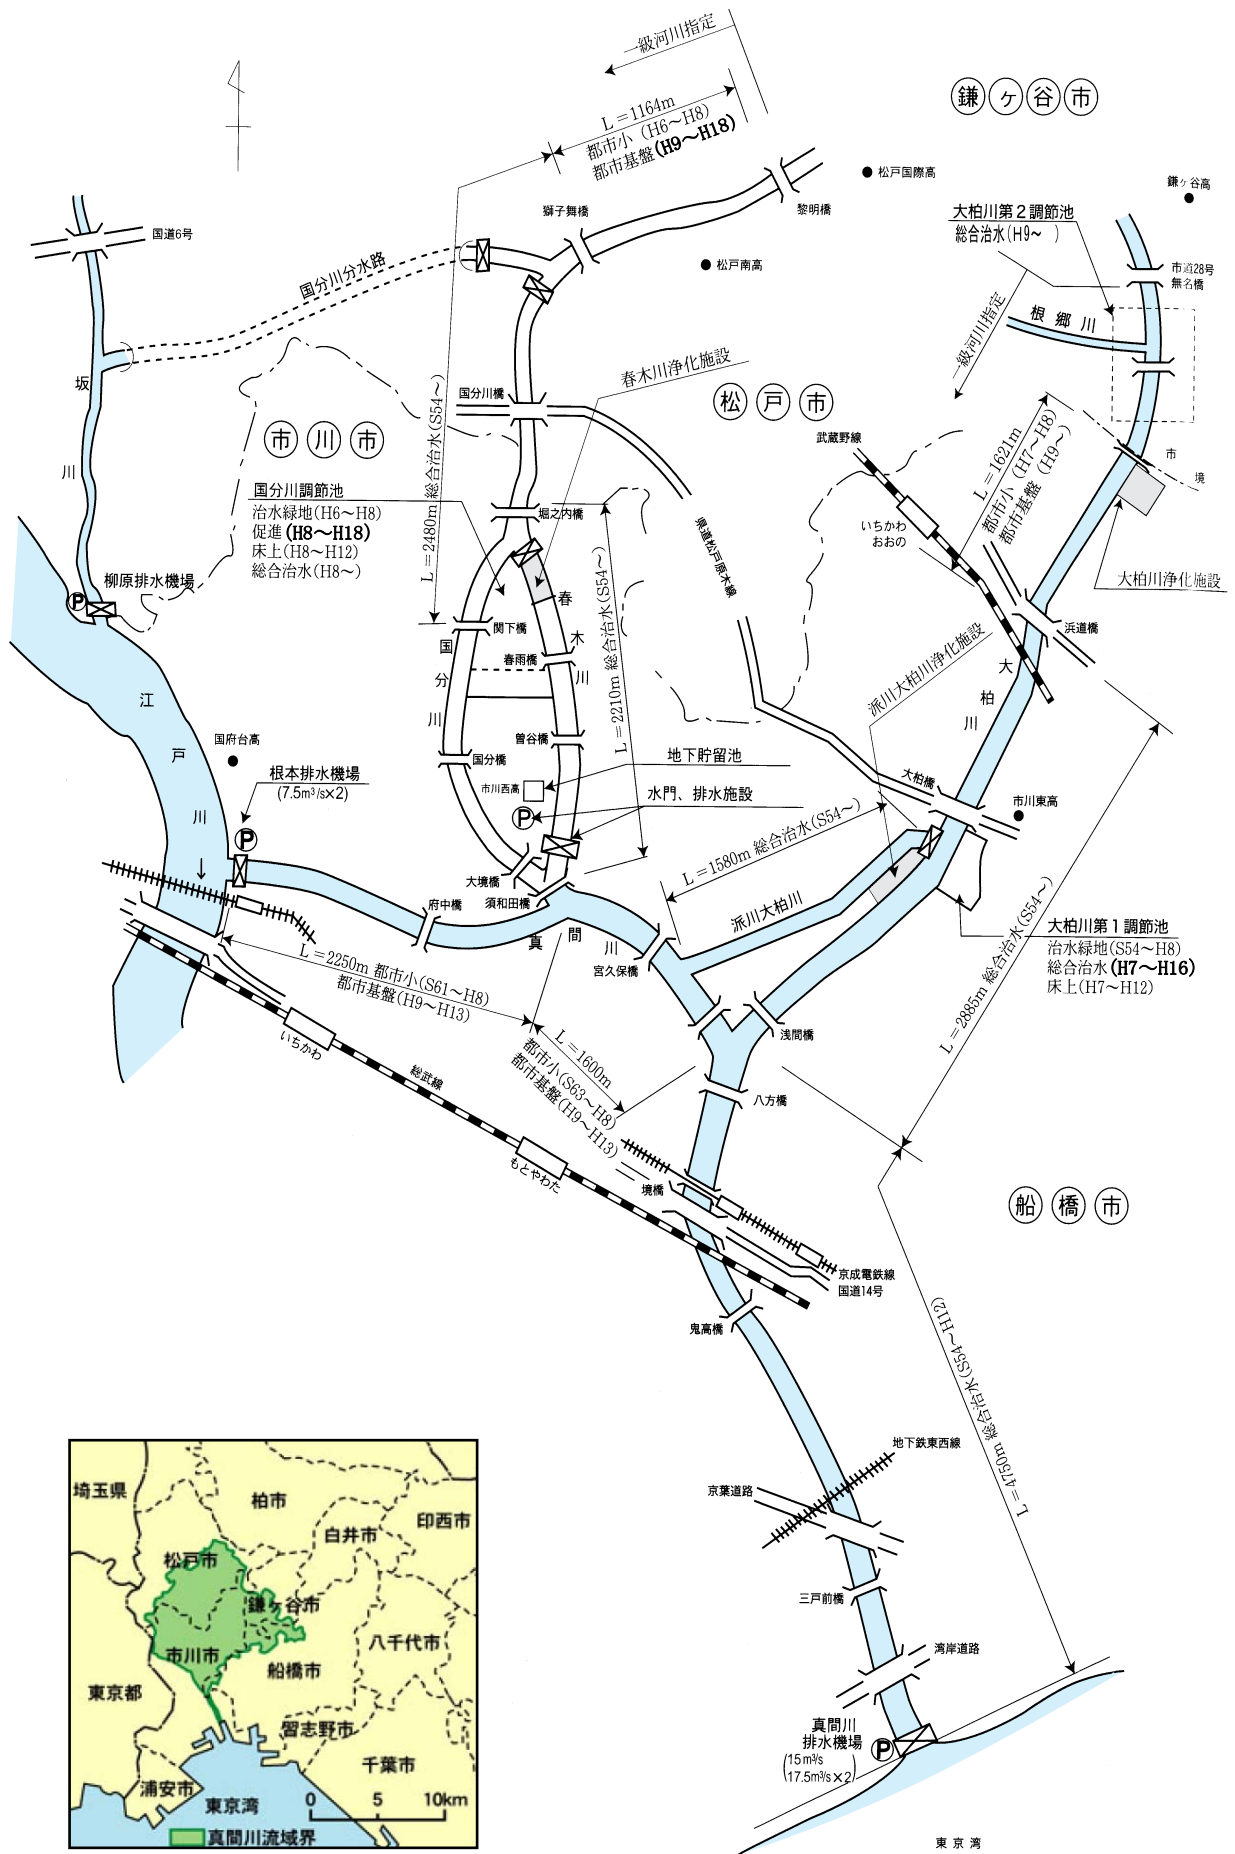 一級河川指定
L=1164m
都市小(H6～H8)
都市基盤(H9～H18)
鎌ヶ谷市
松戸国際高
鎌ヶ谷高
黎明橋
獅子舞橋
大柏川第2調節池
総合治水(H9～ )
国道6号
国分川分水路
松戸南高
市道28号
無名橋
一級河川指定
根郷川
春木川浄化施設
坂川
国分川橋
松戸市
市川市
L=2480m 総合治水(S54～)
武蔵野線
L=1621m
都市小(H7～H8)
都市基盤(H9～)
市境
国分川調節池
治水緑地(H6～H8)
促進(H8～H18)
床上(H8～H12)
総合治水(H8～)
堀之内橋
県道松戸原木線
いちかわ
おおの
大柏川浄化施設
柳原排水機場
P
春木川
関下橋
国分川
春雨橋
L=2210m 総合治水(S54～)
浜道橋
派川大柏川浄化施設
大柏川
江戸川
国府台高
曽谷橋
国分橋
地下貯留池
市川西高
水門、排水施設
P
根本排水機場
(7.5m³/s×2)
P
大柏橋
市川東高
L=1580m 総合治水(S54～)
大境橋
須和田橋
府中橋
真間川
宮久保橋
派川大柏川
大柏川第1調節池
治水緑地(S54～H8)
総合治水(H7～H16)
床上(H7～H12)
L=2885m 総合治水(S54～)
L=2250m 都市小(S61～H8)
都市基盤(H9～H13)
いちかわ
総武線
L=1600m
都市小(S63～H8)
都市基盤(H9～H13)
浅間橋
八方橋
もとやわた
境橋
船橋市
京成電鉄線
国道14号
鬼高橋
L=4750m 総合治水(S54～H12)
地下鉄東西線
京葉道路
三戸前橋
湾岸道路
真間川
排水機場
P
(15m³/s
17.5m³/s×2)
東京湾
埼玉県
柏市
印西市
白井市
松戸市
鎌ヶ谷市
市川市
八千代市
船橋市
東京都
習志野市
千葉市
浦安市
東京湾
0 5 10km
真間川流域界